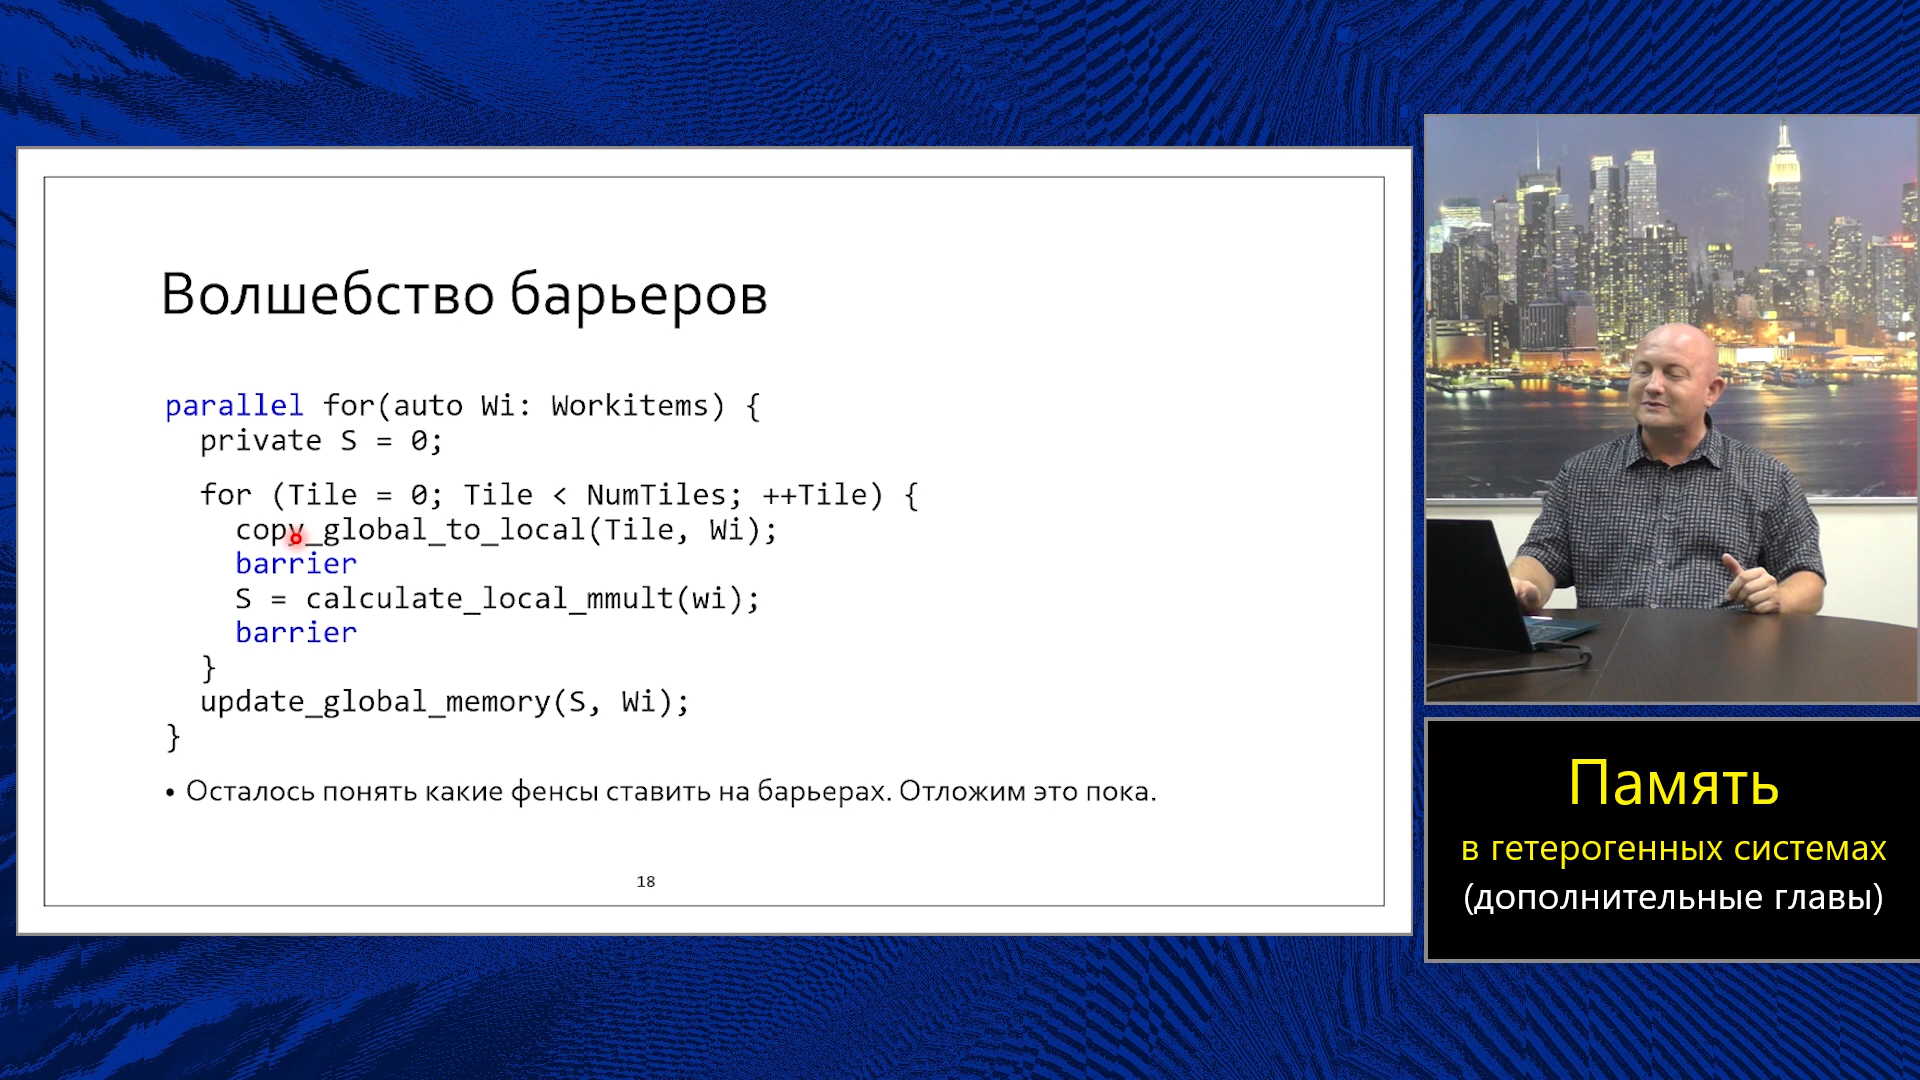 Волшебство барьеров
parallel for(auto Wi: Workitems) {
private S = 0;
for (Tile = 0; Tile < NumTiles; ++Tile) {
copy_global_to_local(Tile, Wi);
barrier
S = calculate_local_mmult(wi);
barrier
}
update_global_memory(S, Wi);
}
• Осталось понять какие фенсы ставить на барьерах. Отложим это пока.
18
Память
в гетерогенных системах
(дополнительные главы)